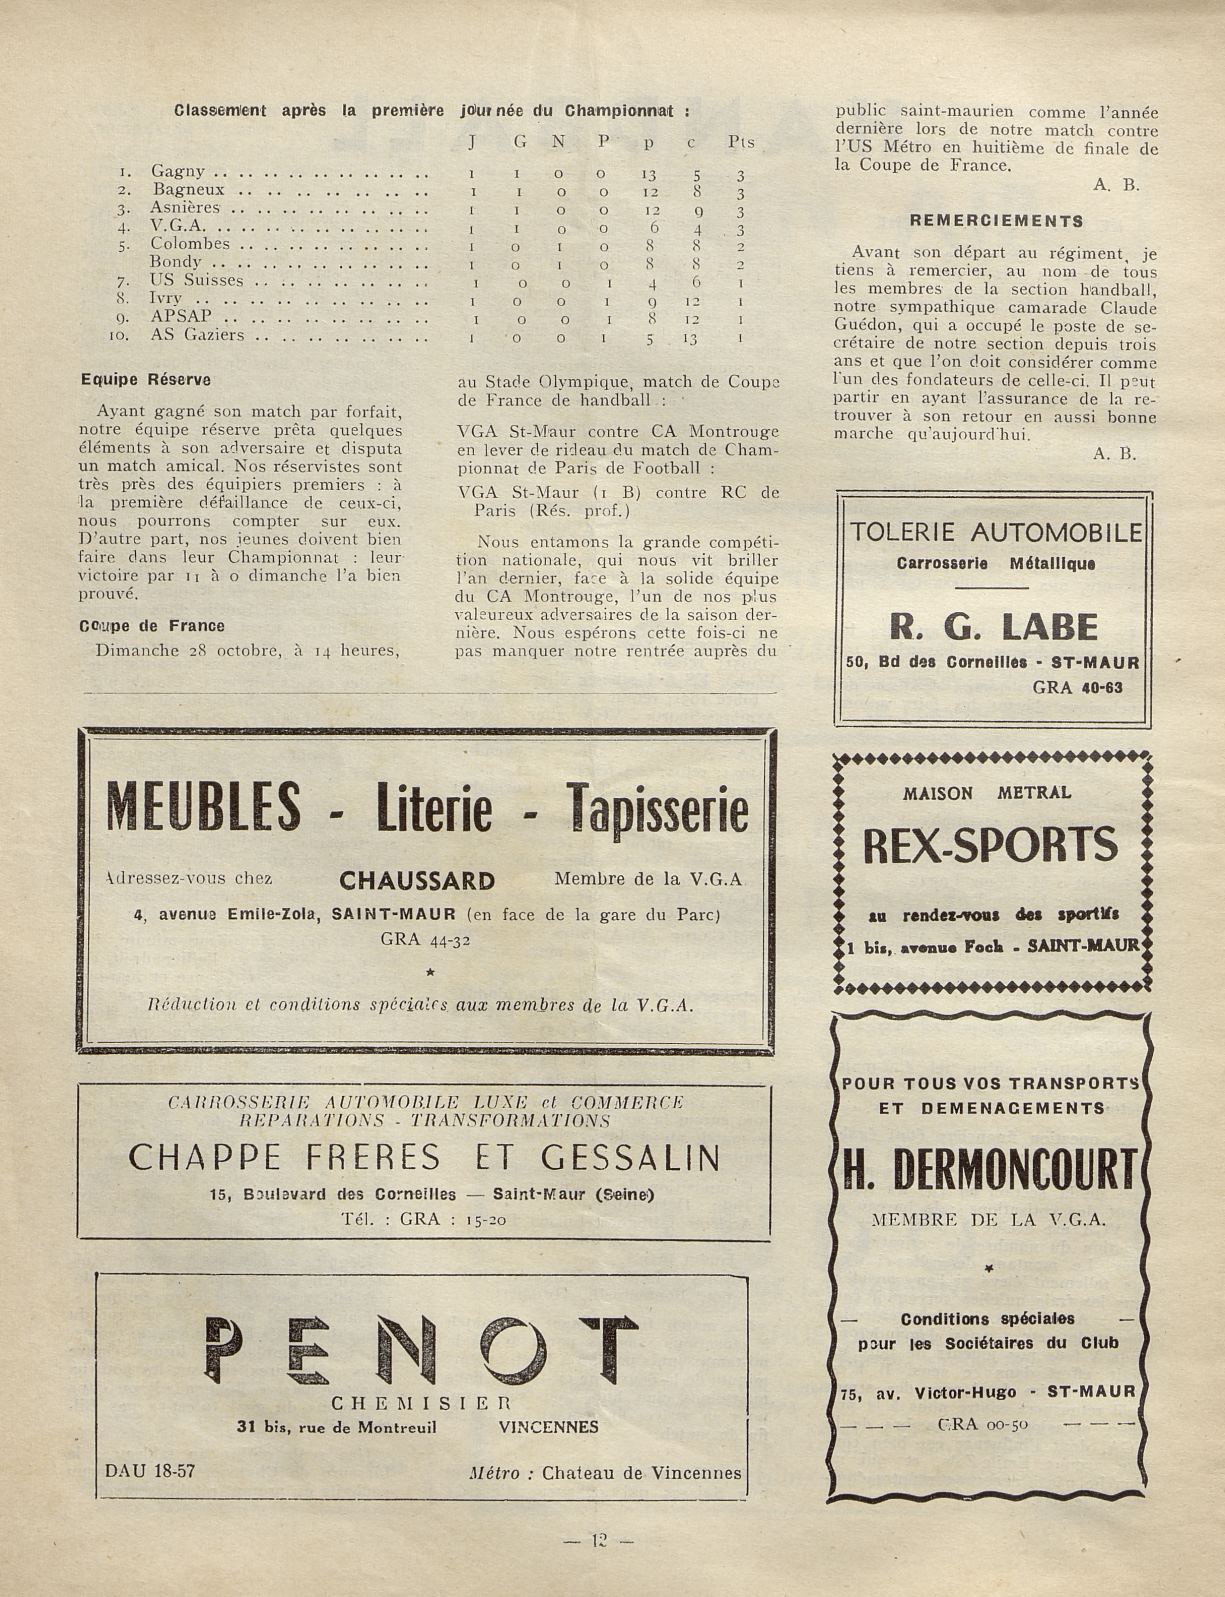 Classement après la première journée du Championnat :
J G N P p c Pts
1. Gagny .. .. .. .. .. .. .. .. 1 1 0 0 13 5 3
2. Bagneux .. .. .. .. .. .. .. 1 1 0 0 12 8 3
3. Asnières .. .. .. .. .. .. .. 1 1 0 0 12 9 3
4. V.G.A. .. .. .. .. .. .. .. .. 1 1 0 0 6 4 3
5. Colombes .. .. .. .. .. .. .. 1 0 1 0 8 8 2
Bondy .. .. .. .. .. .. .. .. 1 0 1 0 8 8 2
7. US Suisses .. .. .. .. .. .. .. 1 0 0 1 4 6 1
8. Ivry .. .. .. .. .. .. .. .. 1 0 0 1 9 12 1
9. APSAP .. .. .. .. .. .. .. .. 1 0 0 1 8 12 1
10. AS Gaziers .. .. .. .. .. .. .. 1 0 0 1 5 13 1
Equipe Réserve
Ayant gagné son match par forfait,
notre équipe réserve prêta quelques
éléments à son adversaire et disputa
un match amical. Nos réservistes sont
très près des équipiers premiers : à
la première défaillance de ceux-ci,
nous pourrons compter sur eux.
D'autre part, nos jeunes doivent bien
faire dans leur Championnat : leur
victoire par 11 à 0 dimanche l'a bien
prouvé.
Coupe de France
Dimanche 28 octobre, à 14 heures,
au Stade Olympique, match de Coupe
de France de handball :
VGA St-Maur contre CA Montrouge
en lever de rideau du match de Cham-
pionnat de Paris de Football :
VGA St-Maur (1 B) contre RC de
Paris (Rés. prof.)
Nous entamons la grande compéti-
tion nationale, qui nous vit briller
l'an dernier, face à la solide équipe
du CA Montrouge, l'un de nos plus
valeureux adversaires de la saison der-
nière. Nous espérons cette fois-ci ne
pas manquer notre rentrée auprès du
public saint-maurien comme l'année
dernière lors de notre match contre
l'US Métro en huitième de finale de
la Coupe de France.
A. B.
REMERCIEMENTS
Avant son départ au régiment, je
tiens à remercier, au nom de tous
les membres de la section handball,
notre sympathique camarade Claude
Guédon, qui a occupé le poste de se-
crétaire de notre section depuis trois
ans et que l'on doit considérer comme
l'un des fondateurs de celle-ci. Il peut
partir en ayant l'assurance de la re-
trouver à son retour en aussi bonne
marche qu'aujourd'hui.
A. B.
TOLERIE AUTOMOBILE
Carrosserie Métallique
R. G. LABE
50, Bd des Corneilles - ST-MAUR
GRA 40-63
MEUBLES - Literie - Tapisserie
Adressez-vous chez CHAUSSARD Membre de la V.G.A
4, avenue Emile-Zola, SAINT-MAUR (en face de la gare du Parc)
GRA 44-32
★
Réduction et conditions spéciales aux membres de la V.G.A.
MAISON METRAL
REX-SPORTS
au rendez-vous des sportifs
1 bis, avenue Foch - SAINT-MAUR
CARROSSERIE AUTOMOBILE LUXE et COMMERCE
REPARATIONS - TRANSFORMATIONS
CHAPPE FRERES ET GESSALIN
15, Boulevard des Corneilles — Saint-Maur (Seine)
Tél. : GRA : 15-20
POUR TOUS VOS TRANSPORTS
ET DEMENAGEMENTS
H. DERMONCOURT
MEMBRE DE LA V.G.A.
★
— Conditions spéciales —
pour les Sociétaires du Club
75, av. Victor-Hugo - ST-MAUR
— — — GRA 00-50 — — —
PENOT
CHEMISIER
31 bis, rue de Montreuil VINCENNES
DAU 18-57 Métro : Chateau de Vincennes
— 12 —